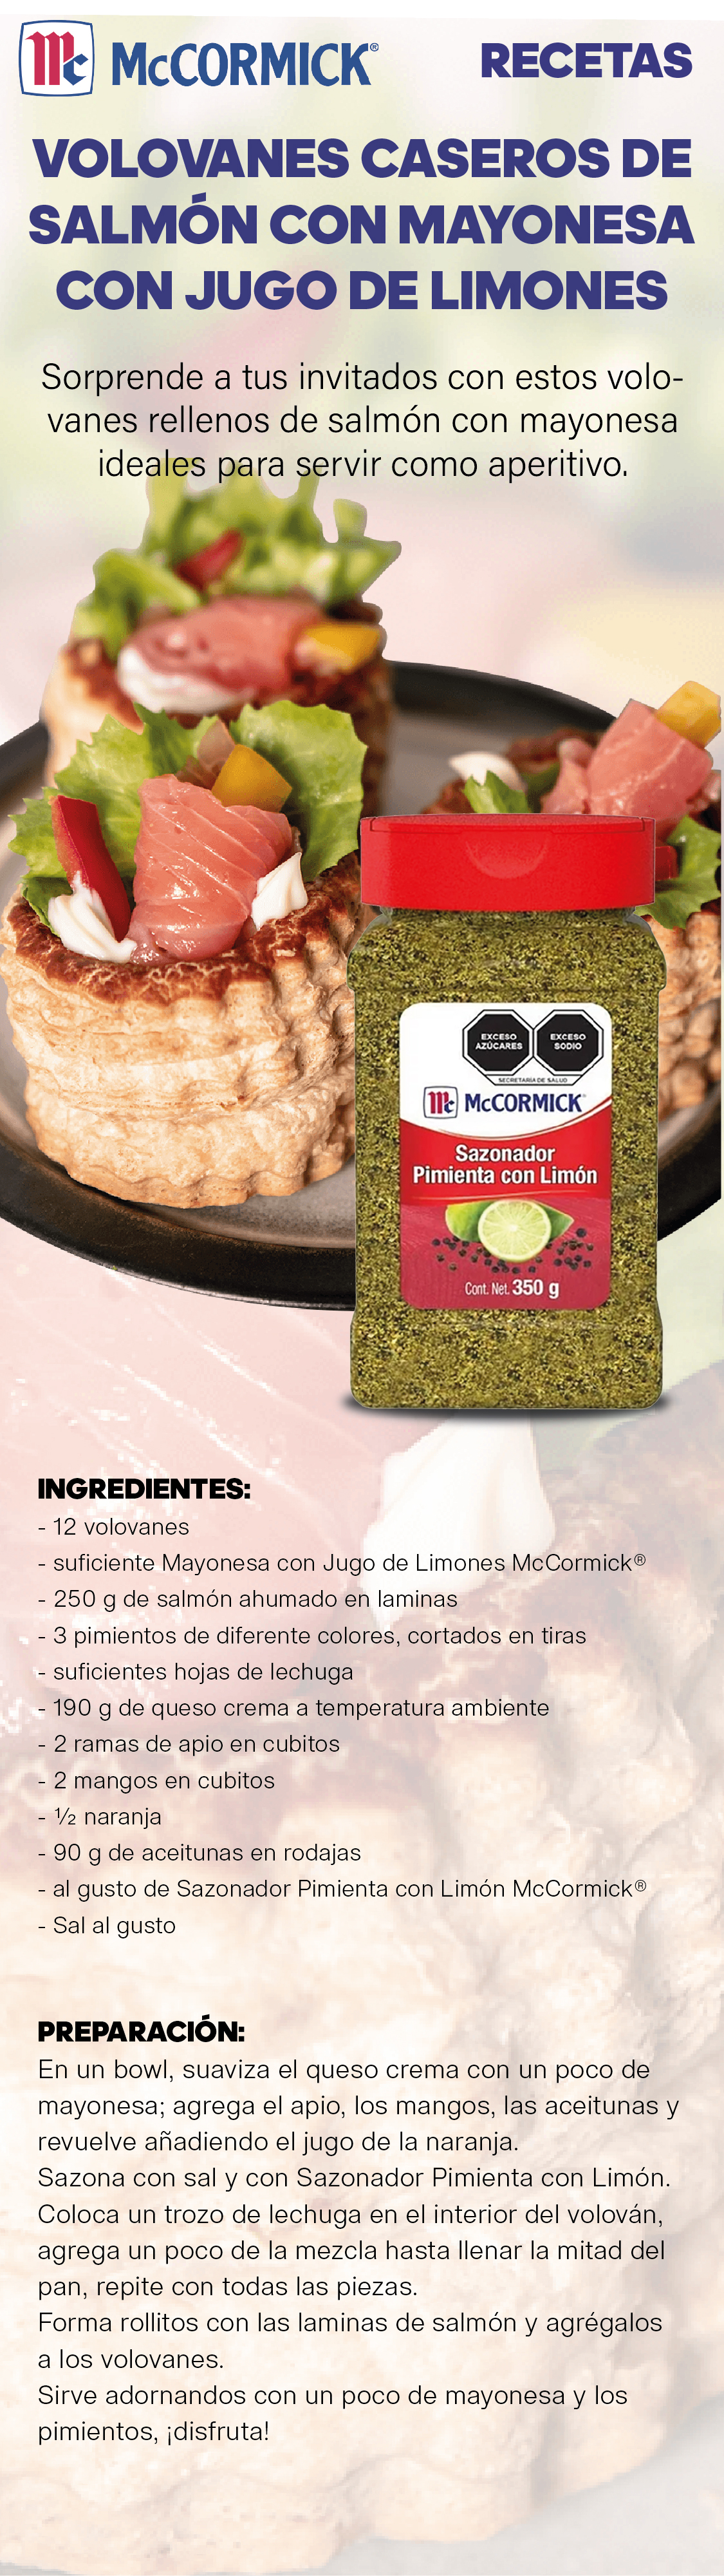 Mc McCORMICK® RECETAS
VOLOVANES CASEROS DE
SALMÓN CON MAYONESA
CON JUGO DE LIMONES
Sorprende a tus invitados con estos volo-
vanes rellenos de salmón con mayonesa
ideales para servir como aperitivo.
EXCESO AZÚCARES
EXCESO SODIO
SECRETARÍA DE SALUD
Mc McCORMICK
Sazonador
Pimienta con Limón
Cont. Net. 350 g
INGREDIENTES:
- 12 volovanes
- suficiente Mayonesa con Jugo de Limones McCormick®
- 250 g de salmón ahumado en laminas
- 3 pimientos de diferente colores, cortados en tiras
- suficientes hojas de lechuga
- 190 g de queso crema a temperatura ambiente
- 2 ramas de apio en cubitos
- 2 mangos en cubitos
- ½ naranja
- 90 g de aceitunas en rodajas
- al gusto de Sazonador Pimienta con Limón McCormick®
- Sal al gusto
PREPARACIÓN:
En un bowl, suaviza el queso crema con un poco de
mayonesa; agrega el apio, los mangos, las aceitunas y
revuelve añadiendo el jugo de la naranja.
Sazona con sal y con Sazonador Pimienta con Limón.
Coloca un trozo de lechuga en el interior del volován,
agrega un poco de la mezcla hasta llenar la mitad del
pan, repite con todas las piezas.
Forma rollitos con las laminas de salmón y agrégalos
a los volovanes.
Sirve adornandos con un poco de mayonesa y los
pimientos, ¡disfruta!